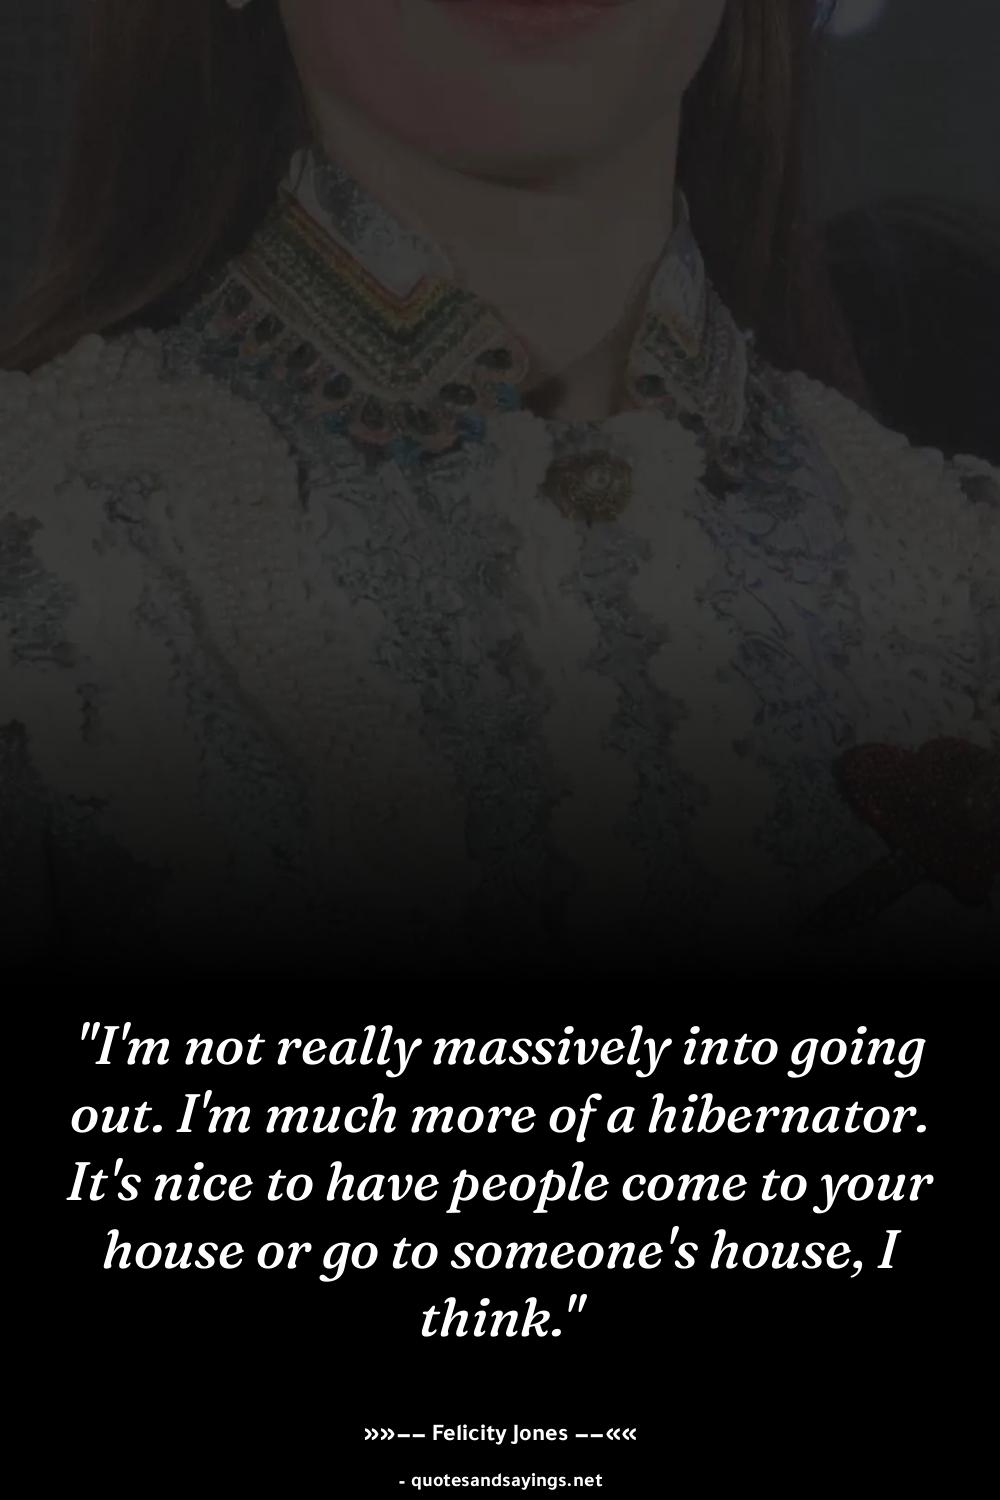 "I'm not really massively into going
out. I'm much more of a hibernator.
It's nice to have people come to your
house or go to someone's house, I
think."
»»−− Felicity Jones −−««
- quotesandsayings.net